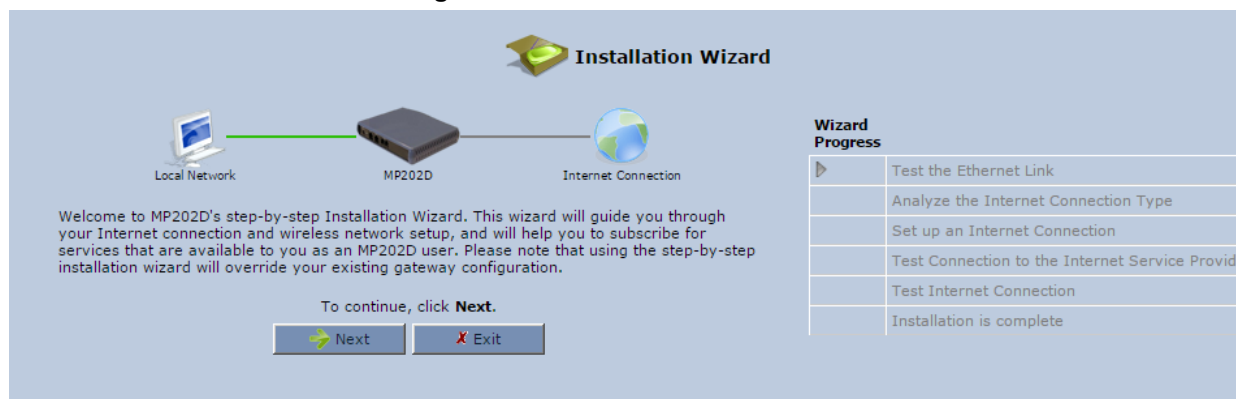 Installation Wizard
Local Network
MP202D
Internet Connection
Welcome to MP202D's step-by-step Installation Wizard. This wizard will guide you through
your Internet connection and wireless network setup, and will help you to subscribe for
services that are available to you as an MP202D user. Please note that using the step-by-step
installation wizard will override your existing gateway configuration.
To continue, click Next.
Next
Exit
Wizard
Progress
Test the Ethernet Link
Analyze the Internet Connection Type
Set up an Internet Connection
Test Connection to the Internet Service Provid
Test Internet Connection
Installation is complete